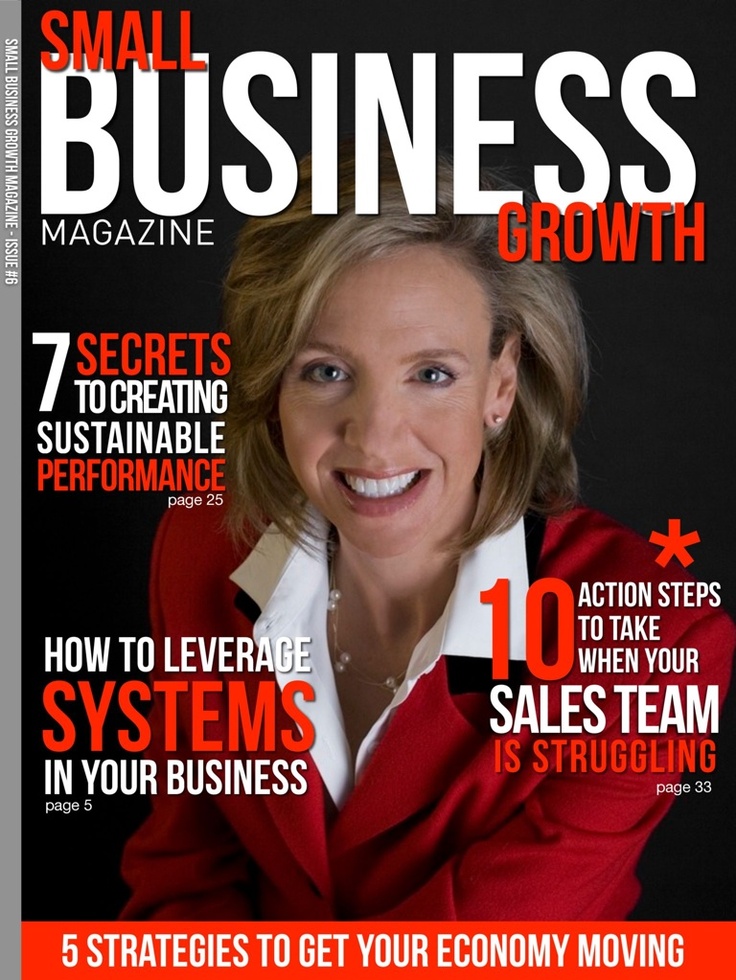 SMALL BUSINESS GROWTH MAGAZINE - ISSUE #6
SMALL
BUSINESS
MAGAZINE
GROWTH
7 SECRETS
TO CREATING
SUSTAINABLE
PERFORMANCE
page 25
*
10 ACTION STEPS
TO TAKE
WHEN YOUR
SALES TEAM
IS STRUGGLING
page 33
HOW TO LEVERAGE
SYSTEMS
IN YOUR BUSINESS
page 5
5 STRATEGIES TO GET YOUR ECONOMY MOVING